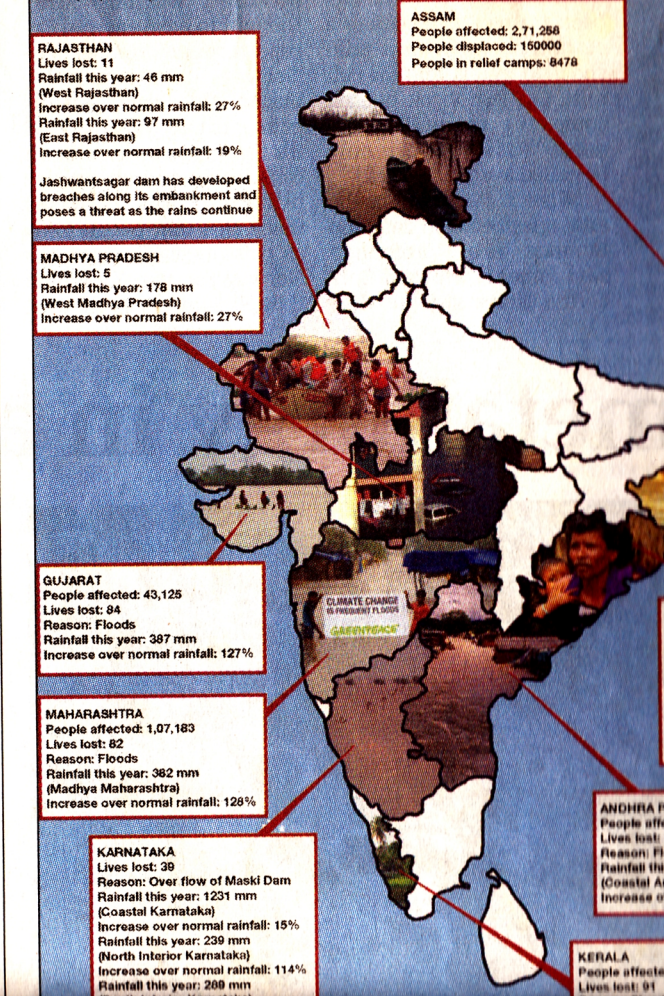 ASSAM
People affected: 2,71,258
People displaced: 150000
People in relief camps: 8478
RAJASTHAN
Lives lost: 11
Rainfall this year: 46 mm
(West Rajasthan)
Increase over normal rainfall: 27%
Rainfall this year: 97 mm
(East Rajasthan)
Increase over normal rainfall: 19%
Jashwantsagar dam has developed
breaches along its embankment and
poses a threat as the rains continue
MADHYA PRADESH
Lives lost: 5
Rainfall this year: 178 mm
(West Madhya Pradesh)
Increase over normal rainfall: 27%
GUJARAT
People affected: 43,125
Lives lost: 84
Reason: Floods
Rainfall this year: 387 mm
Increase over normal rainfall: 127%
CLIMATE CHANGE
IS FREQUENT FLOODS
GREENPEACE
MAHARASHTRA
People affected: 1,07,183
Lives lost: 82
Reason: Floods
Rainfall this year: 382 mm
(Madhya Maharashtra)
Increase over normal rainfall: 128%
KARNATAKA
Lives lost: 39
Reason: Over flow of Maski Dam
Rainfall this year: 1231 mm
(Coastal Karnataka)
Increase over normal rainfall: 15%
Rainfall this year: 239 mm
(North Interior Karnataka)
Increase over normal rainfall: 114%
Rainfall this year: 289 mm
ANDHRA
People
Lives lost:
Reason:
Rainfall
(Coastal
Increase
KERALA
People
Lives lost: 91